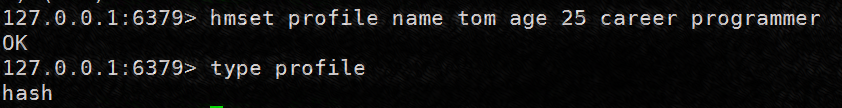 127.0.0.1:6379> hmset profile name tom age 25 career programmer
OK
127.0.0.1:6379> type profile
hash